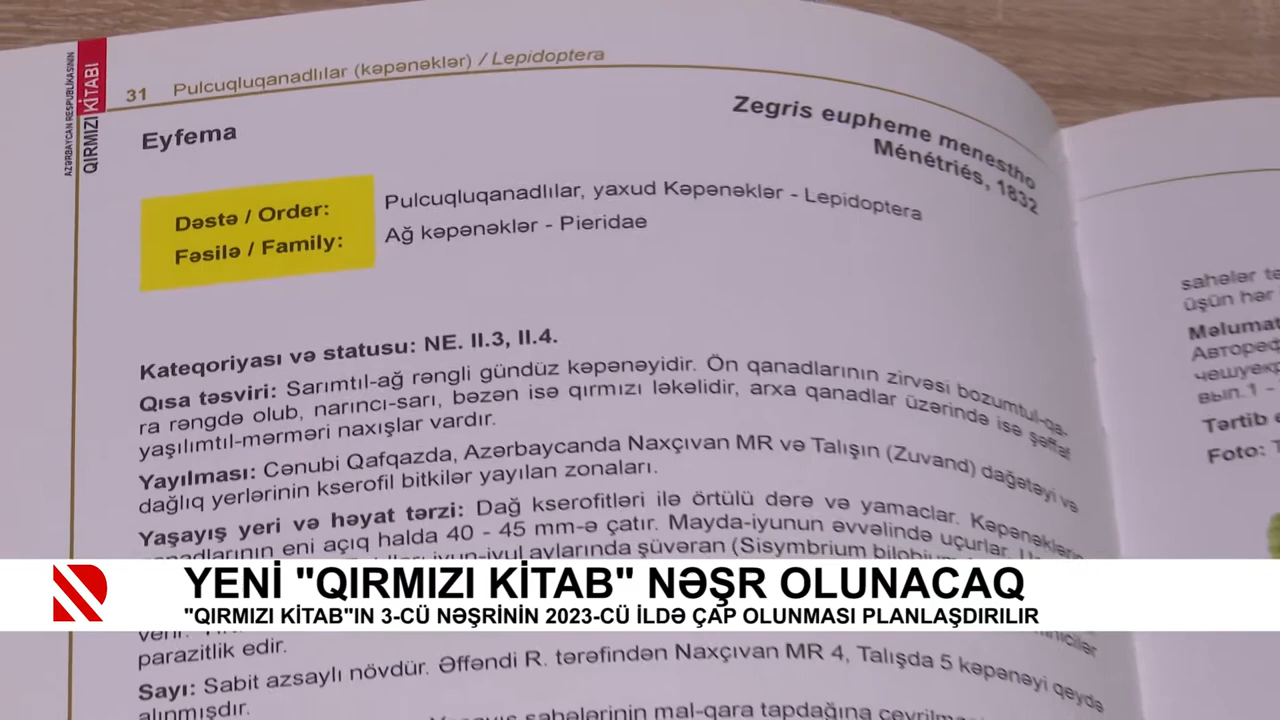 AZƏRBAYCAN RESPUBLİKASININ
QIRMIZI KİTABI
31 Pulcuqluqanadlılar (kəpənəklər) / Lepidoptera
Eyfema
Zegris eupheme menestho
Ménétriés, 1832
Dəstə / Order: Pulcuqluqanadlılar, yaxud Kəpənəklər - Lepidoptera
Fəsilə / Family: Ağ kəpənəklər - Pieridae
Kateqoriyası və statusu: NE. II.3, II.4.
Qısa təsviri: Sarımtıl-ağ rəngli gündüz kəpənəyidir. Ön qanadlarının zirvəsi bozumtul-qa-
ra rəngdə olub, narıncı-sarı, bəzən isə qırmızı ləkəlidir, arxa qanadlar üzərində isə şəffaf
yaşılımtıl-mərməri naxışlar vardır.
Yayılması: Cənubi Qafqazda, Azərbaycanda Naxçıvan MR və Talışın (Zuvand) dağətəyi və
dağlıq yerlərinin kserofil bitkilər yayılan zonaları.
Yaşayış yeri və həyat tərzi: Dağ kserofitləri ilə örtülü dərə və yamaclar. Kəpənəklərin
qanadlarının eni açıq halda 40 - 45 mm-ə çatır. Mayda-iyunun əvvəlində uçurlar.
iyun-iyul aylarında şüvəran (Sisymbrium
parazitlik edir.
Sayı: Sabit azsaylı növdür. Əffəndi R. tərəfindən Naxçıvan MR 4, Talışda 5 kəpənəyi qeydə
alınmışdır.
sahələrinin mal-qara tapdağına
sahələr
üşün hər
Məlumat
Автореф
чешуекр
вып.1 -
Tərtib
Foto:
YENİ "QIRMIZI KİTAB" NƏŞR OLUNACAQ
"QIRMIZI KİTAB"IN 3-CÜ NƏŞRİNİN 2023-CÜ İLDƏ ÇAP OLUNMASI PLANLAŞDIRILIR